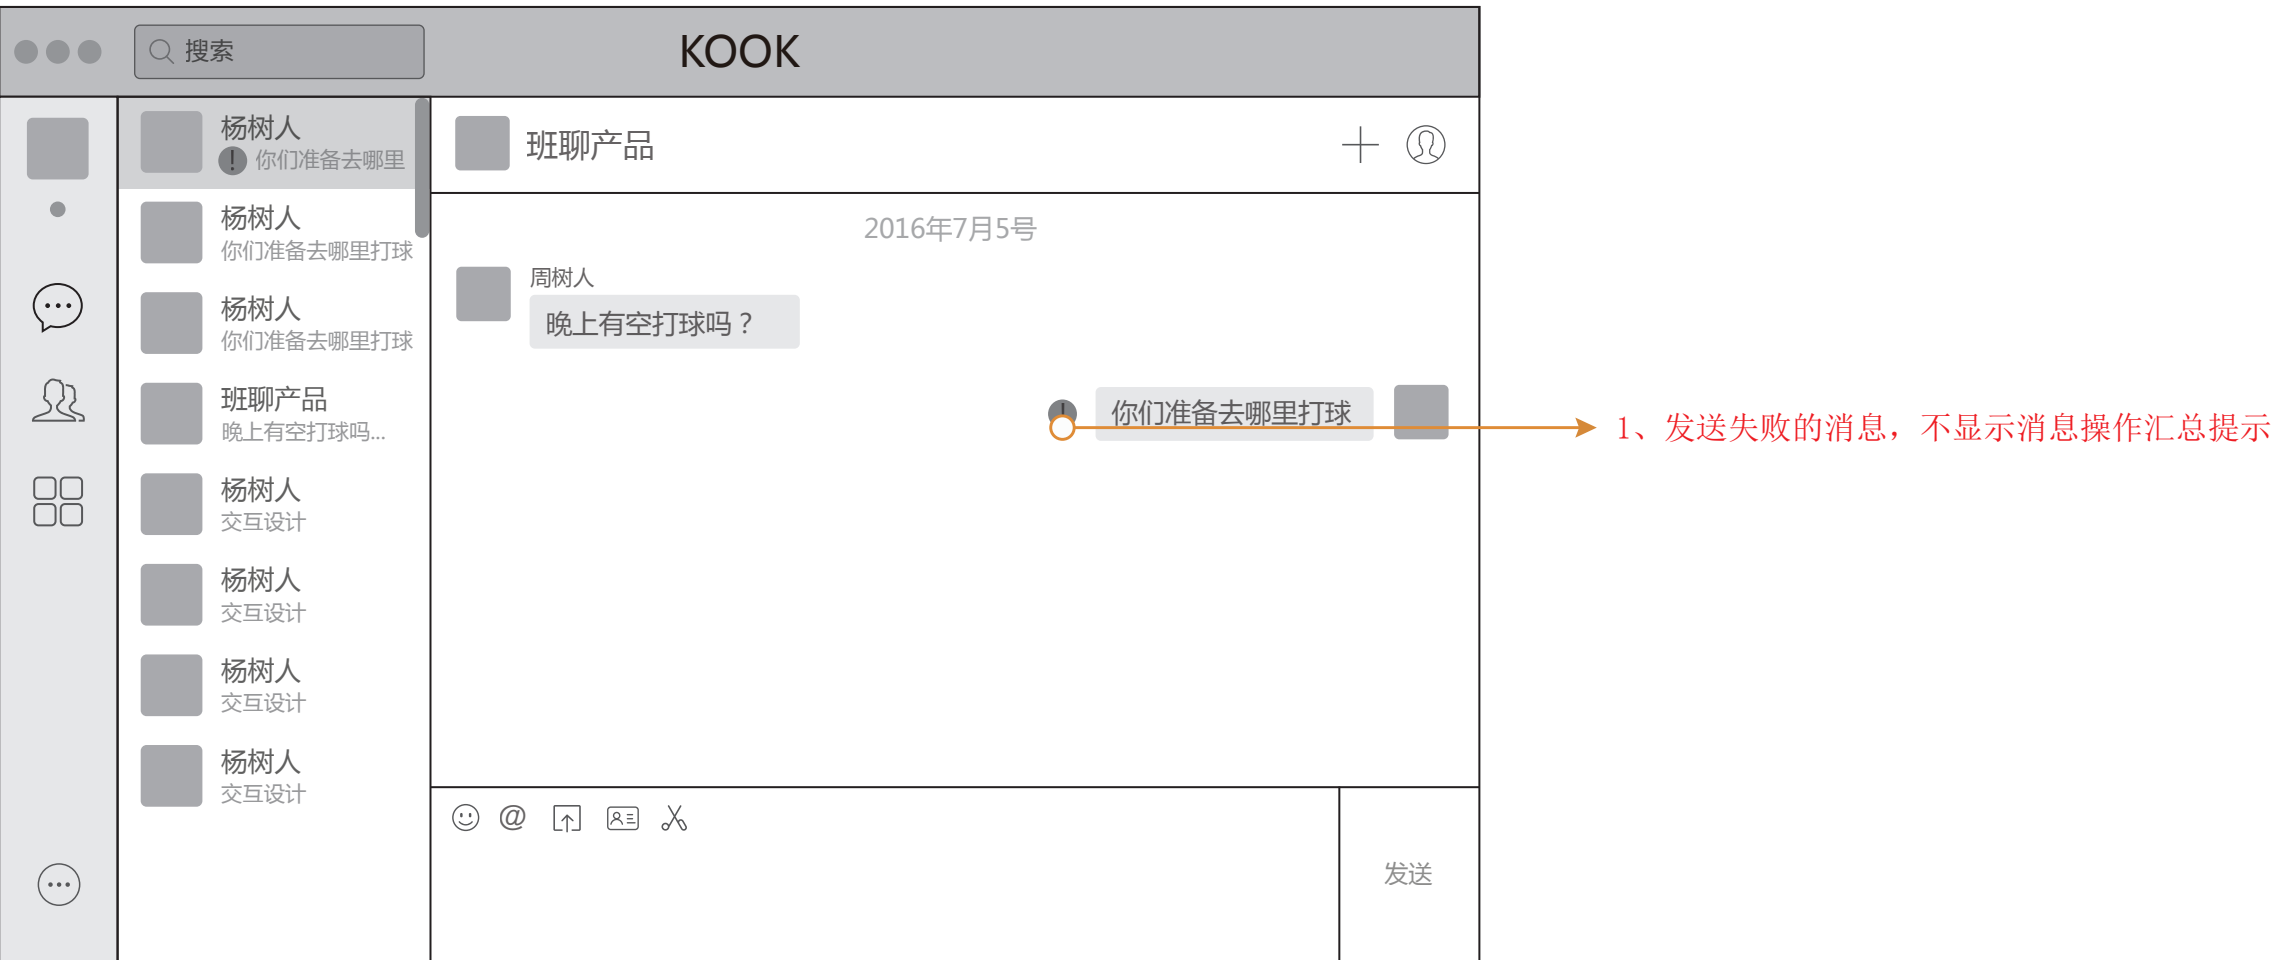 搜索
KOOK
杨树人
你们准备去哪里
杨树人
你们准备去哪里打球
杨树人
你们准备去哪里打球
班聊产品
晚上有空打球吗...
杨树人
交互设计
杨树人
交互设计
杨树人
交互设计
杨树人
交互设计
班聊产品
2016年7月5号
周树人
晚上有空打球吗？
你们准备去哪里打球
1、发送失败的消息，不显示消息操作汇总提示
@
发送